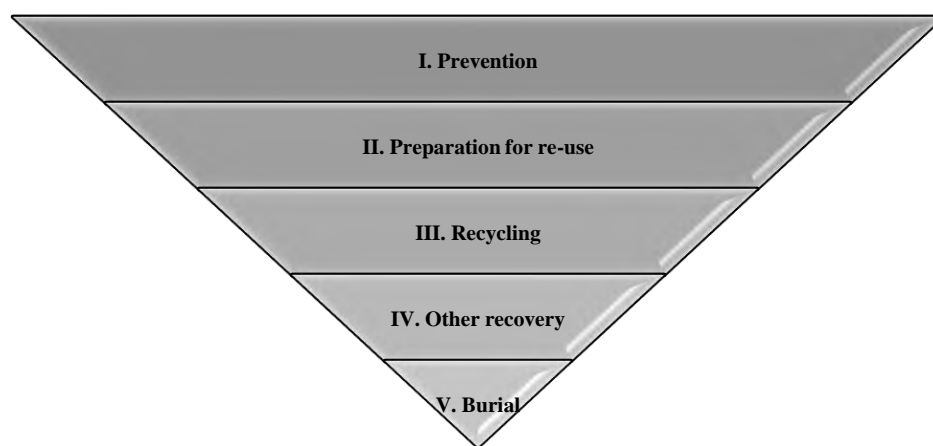 I. Prevention
II. Preparation for re-use
III. Recycling
IV. Other recovery
V. Burial